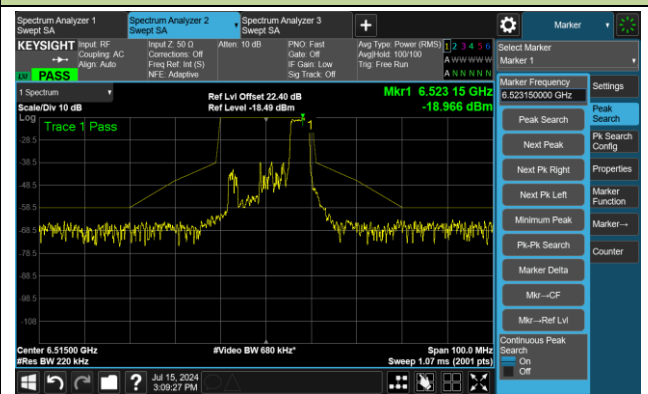 Spectrum Analyzer 1
Swept SA
Spectrum Analyzer 2
Swept SA
Spectrum Analyzer 3
Swept SA
+
Marker
KEYSIGHT
Input: RF
Coupling: AC
Align: Auto
Input Z: 50 Ω
Corrections: Off
Freq Ref: Int (S)
NFE: Adaptive
Atten: 10 dB
PNO: Fast
Gate: Off
IF Gain: Low
Sig Track: Off
Avg Type: Power (RMS)
Avg|Hold: 100/100
Trig: Free Run
1 2 3 4 5 6
A W W W W W
A N N N N N
LXI
PASS
Select Marker
Marker 1
1 Spectrum
Scale/Div 10 dB
Ref Lvl Offset 22.40 dB
Ref Level -18.49 dBm
Mkr1 6.523 15 GHz
-18.966 dBm
Log
Trace 1 Pass
1
-28.5
-38.5
-48.5
-58.5
-68.5
-78.5
-88.5
-98.5
-108
Center 6.51500 GHz
#Res BW 220 kHz
#Video BW 680 kHz*
Span 100.0 MHz
Sweep 1.07 ms (2001 pts)
Marker Frequency
6.523150000 GHz
Peak Search
Next Peak
Next Pk Right
Next Pk Left
Minimum Peak
Pk-Pk Search
Marker Delta
Mkr→CF
Mkr→Ref Lvl
Continuous Peak
Search
On
Off
Settings
Peak
Search
Pk Search
Config
Properties
Marker
Function
Marker→
Counter
?
Jul 15, 2024
3:09:27 PM